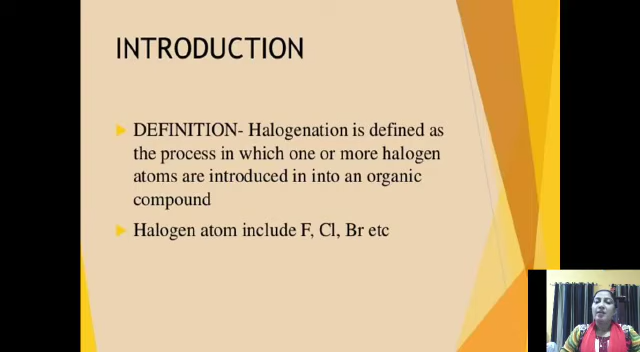 INTRODUCTION
DEFINITION- Halogenation is defined as
the process in which one or more halogen
atoms are introduced in into an organic
compound
Halogen atom include F, Cl, Br etc